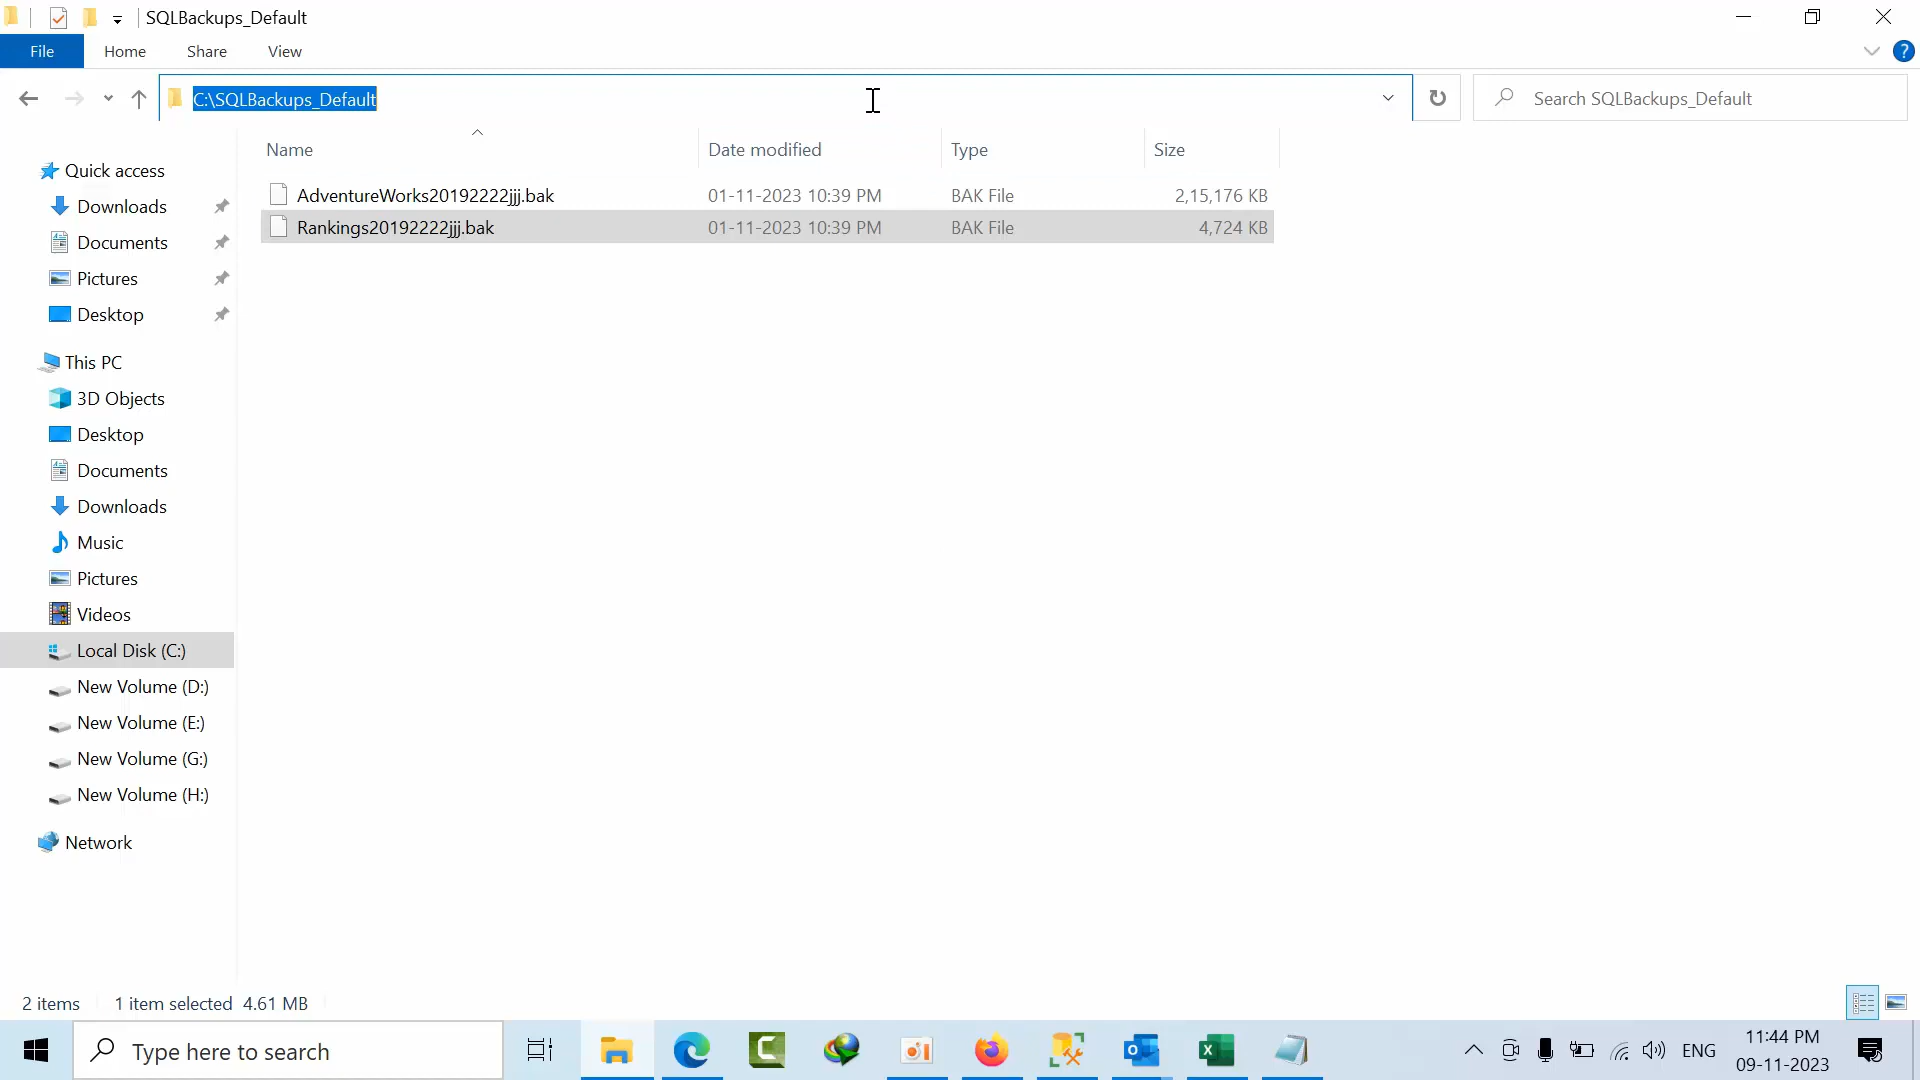 SQLBackups_Default
File Home Share View
C:\SQLBackups_Default
Search SQLBackups_Default
Name Date modified Type Size
AdventureWorks20192222jjj.bak 01-11-2023 10:39 PM BAK File 2,15,176 KB
Rankings20192222jjj.bak 01-11-2023 10:39 PM BAK File 4,724 KB
Quick access
Downloads
Documents
Pictures
Desktop
This PC
3D Objects
Desktop
Documents
Downloads
Music
Pictures
Videos
Local Disk (C:)
New Volume (D:)
New Volume (E:)
New Volume (G:)
New Volume (H:)
Network
2 items 1 item selected 4.61 MB
Type here to search
ENG
11:44 PM
09-11-2023